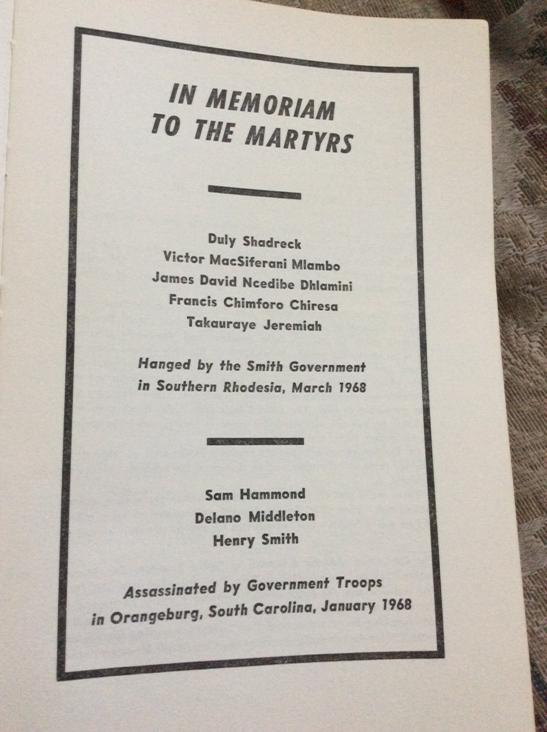 IN MEMORIAM
TO THE MARTYRS
Duly Shadreck
Victor MacSiferani Mlambo
James David Ncedibe Dhlamini
Francis Chimforo Chiresa
Takauraye Jeremiah
Hanged by the Smith Government
in Southern Rhodesia, March 1968
Sam Hammond
Delano Middleton
Henry Smith
Assassinated by Government Troops
in Orangeburg, South Carolina, January 1968